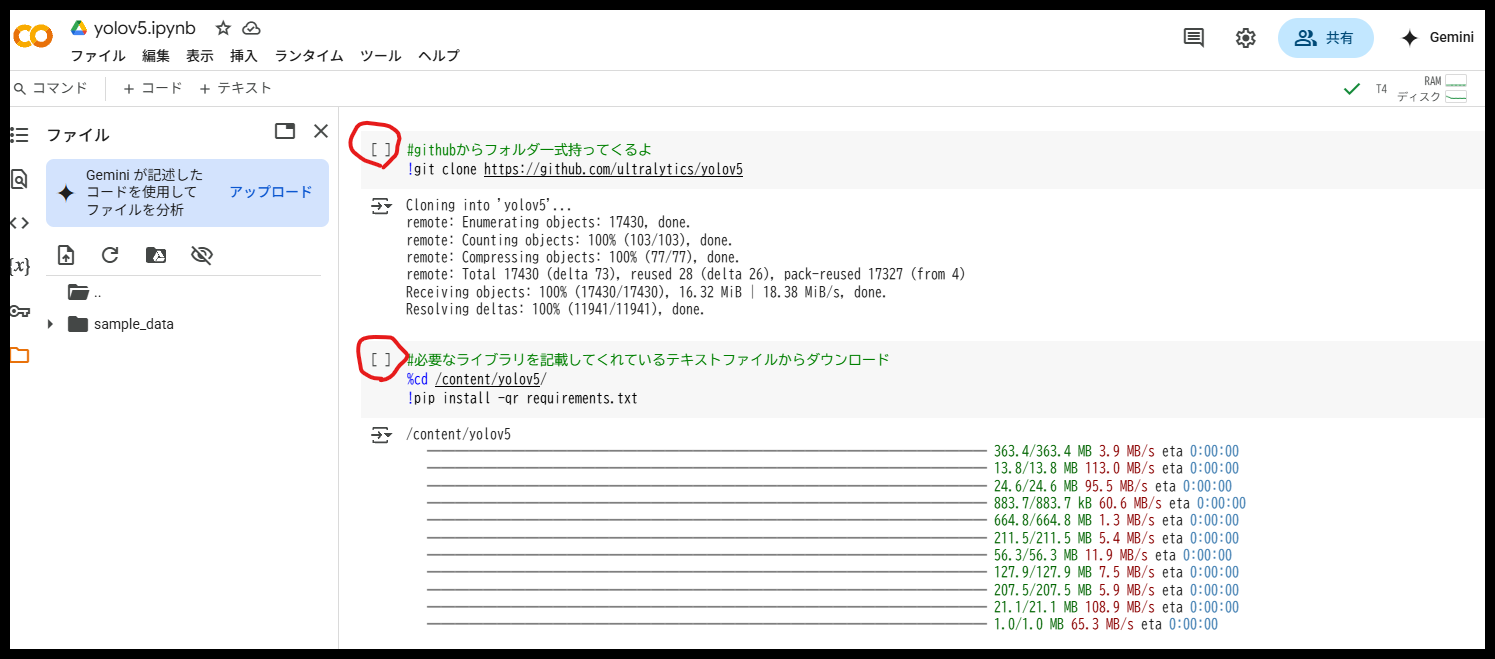 yolov5.ipynb
ファイル 編集 表示 挿入 ランタイム ツール ヘルプ
共有
Gemini
コマンド + コード + テキスト
T4
RAM
ディスク
ファイル
Gemini が記述した
コードを使用して
ファイルを分析
アップロード
{x}
..
sample_data
[ ] #githubからフォルダ一式持ってくるよ
!git clone https://github.com/ultralytics/yolov5
Cloning into 'yolov5'...
remote: Enumerating objects: 17430, done.
remote: Counting objects: 100% (103/103), done.
remote: Compressing objects: 100% (77/77), done.
remote: Total 17430 (delta 73), reused 28 (delta 26), pack-reused 17327 (from 4)
Receiving objects: 100% (17430/17430), 16.32 MiB | 18.38 MiB/s, done.
Resolving deltas: 100% (11941/11941), done.
[ ] #必要なライブラリを記載してくれているテキストファイルからダウンロード
%cd /content/yolov5/
!pip install -qr requirements.txt
/content/yolov5
363.4/363.4 MB 3.9 MB/s eta 0:00:00
13.8/13.8 MB 113.0 MB/s eta 0:00:00
24.6/24.6 MB 95.5 MB/s eta 0:00:00
883.7/883.7 kB 60.6 MB/s eta 0:00:00
664.8/664.8 MB 1.3 MB/s eta 0:00:00
211.5/211.5 MB 5.4 MB/s eta 0:00:00
56.3/56.3 MB 11.9 MB/s eta 0:00:00
127.9/127.9 MB 7.5 MB/s eta 0:00:00
207.5/207.5 MB 5.9 MB/s eta 0:00:00
21.1/21.1 MB 108.9 MB/s eta 0:00:00
1.0/1.0 MB 65.3 MB/s eta 0:00:00